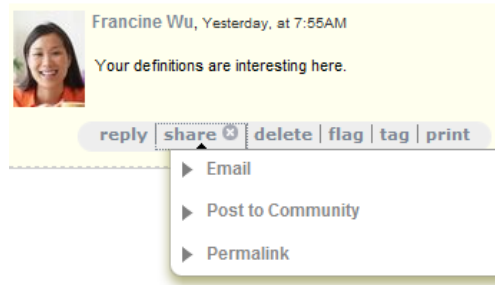 Francine Wu, Yesterday, at 7:55AM
Your definitions are interesting here.
reply | share | delete | flag | tag | print
Email
Post to Community
Permalink